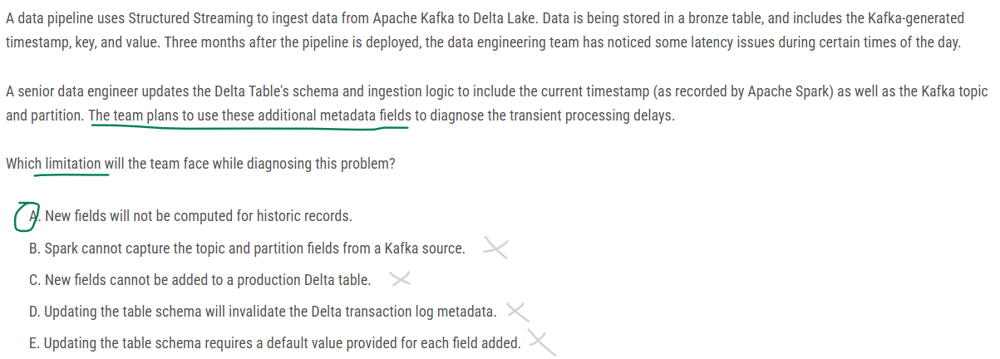 A data pipeline uses Structured Streaming to ingest data from Apache Kafka to Delta Lake. Data is being stored in a bronze table, and includes the Kafka-generated
timestamp, key, and value. Three months after the pipeline is deployed, the data engineering team has noticed some latency issues during certain times of the day.
A senior data engineer updates the Delta Table's schema and ingestion logic to include the current timestamp (as recorded by Apache Spark) as well as the Kafka topic
and partition. The team plans to use these additional metadata fields to diagnose the transient processing delays.
Which limitation will the team face while diagnosing this problem?
A. New fields will not be computed for historic records.
B. Spark cannot capture the topic and partition fields from a Kafka source.
C. New fields cannot be added to a production Delta table.
D. Updating the table schema will invalidate the Delta transaction log metadata.
E. Updating the table schema requires a default value provided for each field added.